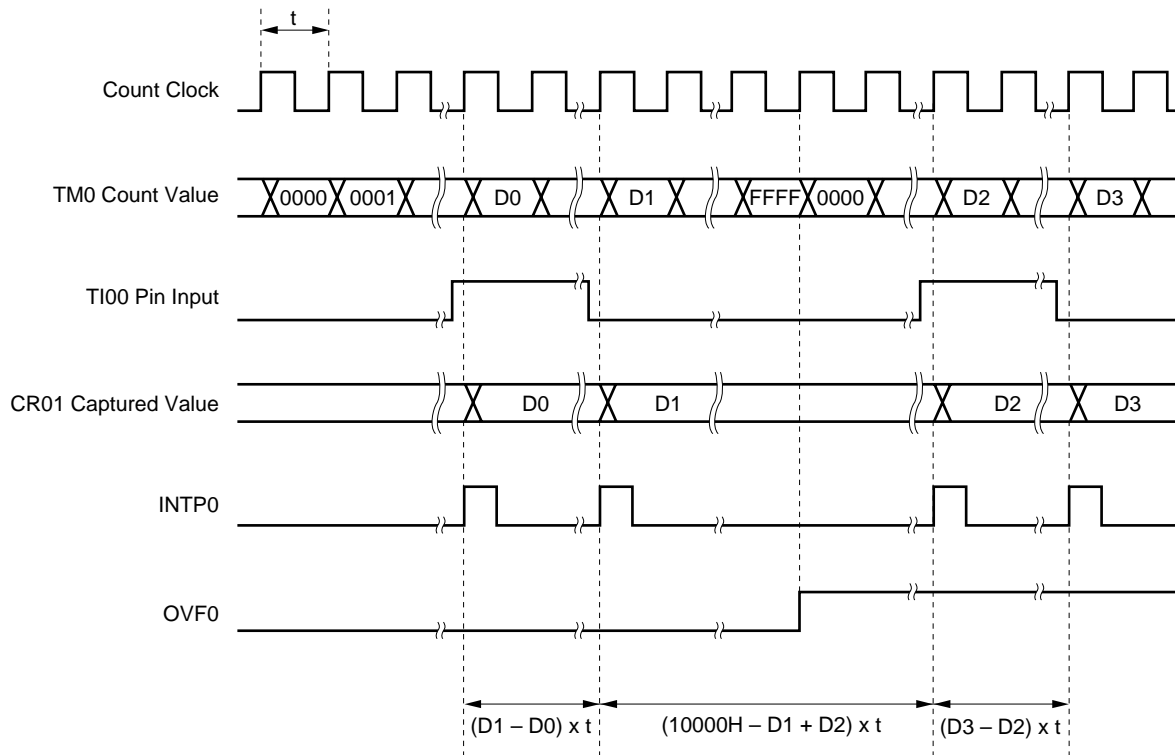 t
Count Clock
TM0 Count Value
0000 0001 D0 D1 FFFF 0000 D2 D3
TI00 Pin Input
CR01 Captured Value
D0 D1 D2 D3
INTP0
OVF0
(D1 – D0) x t (10000H – D1 + D2) x t (D3 – D2) x t